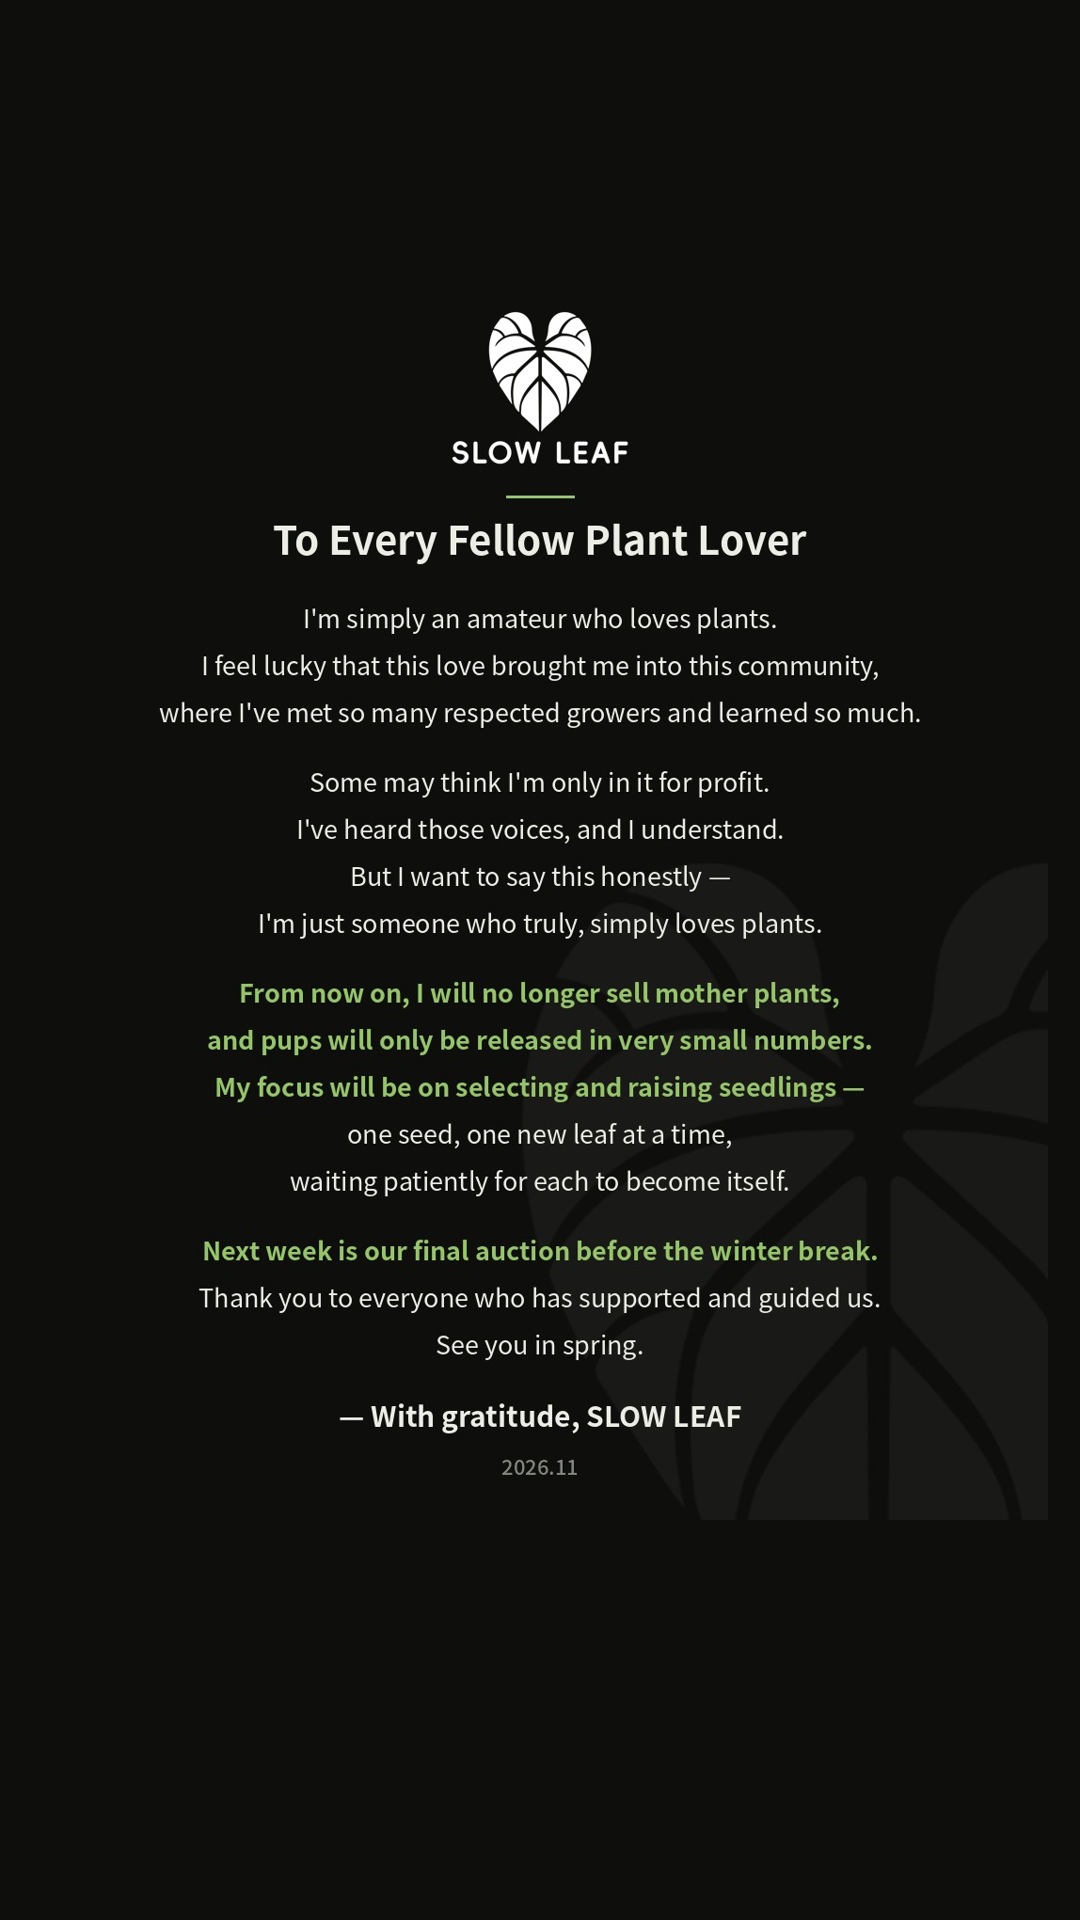 SLOW LEAF
To Every Fellow Plant Lover
I'm simply an amateur who loves plants.
I feel lucky that this love brought me into this community,
where I've met so many respected growers and learned so much.
Some may think I'm only in it for profit.
I've heard those voices, and I understand.
But I want to say this honestly —
I'm just someone who truly, simply loves plants.
From now on, I will no longer sell mother plants,
and pups will only be released in very small numbers.
My focus will be on selecting and raising seedlings —
one seed, one new leaf at a time,
waiting patiently for each to become itself.
Next week is our final auction before the winter break.
Thank you to everyone who has supported and guided us.
See you in spring.
— With gratitude, SLOW LEAF
2026.11